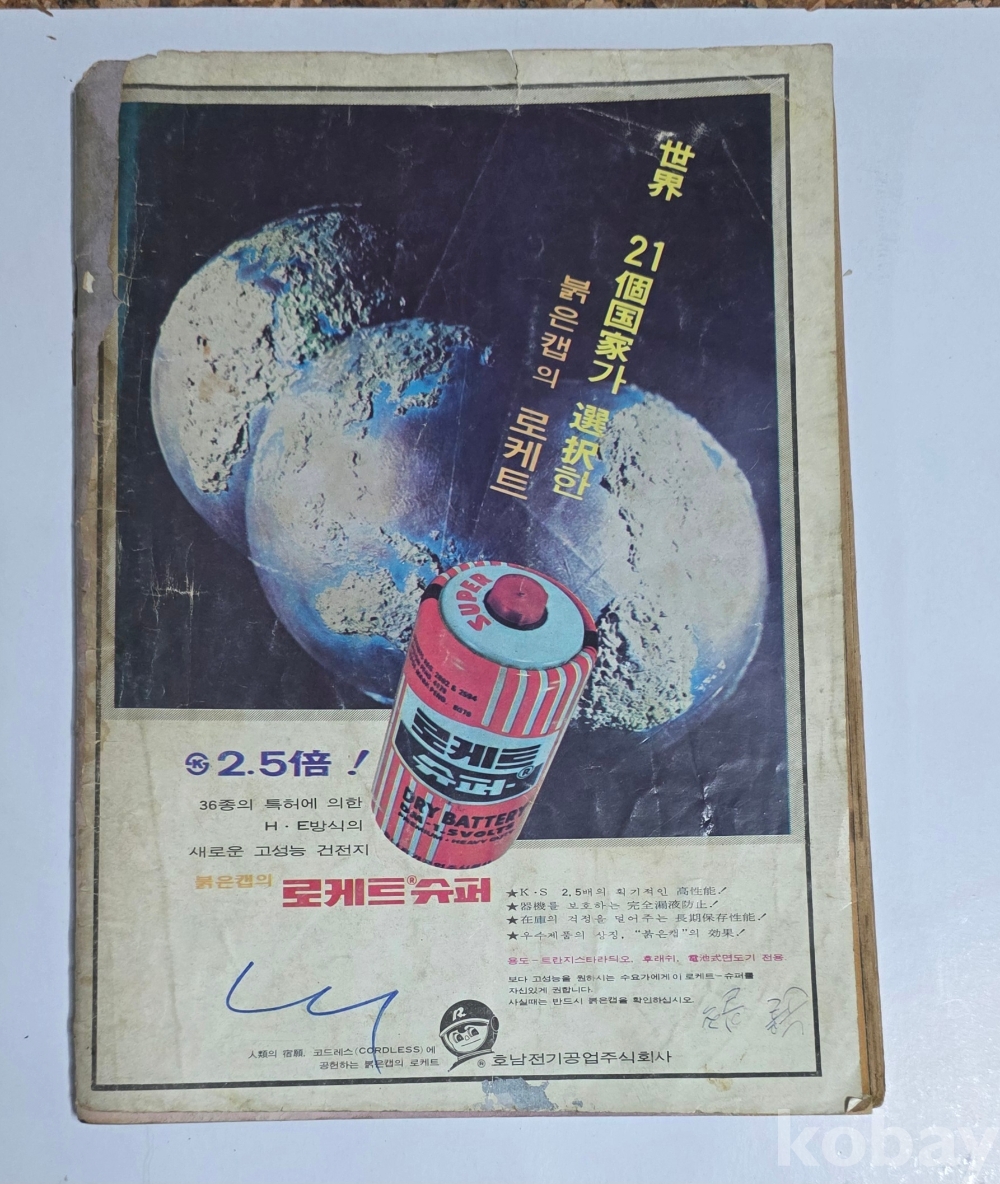 世界
21個国家가
選択한
붉은캡의
로케트
SUPER
로케트
슈퍼-®
DRY BATTERY
1.5VOLTS
K 2.5倍!
36종의 특허에 의한
H·E방식의
새로운 고성능 건전지
붉은캡의
로케트®슈퍼
★K·S 2.5배의 획기적인 高性能!
★器機를 보호하는 完全漏液防止!
★在庫의 걱정을 덜어주는 長期保存性能!
★우수제품의 상징, "붉은캡"의 効果!
용도-트란지스타라듸오, 후래쉬, 電池式면도기 전용
보다 고성능을 원하시는 수요가에게 이 로케트-슈퍼를
자신있게 권합니다.
사실때는 반드시 붉은캡을 확인하십시오.
人類의 宿願, 코드레스(CORDLESS)에
공헌하는 붉은캡의 로케트
R
® 호남전기공업주식회사
kobay